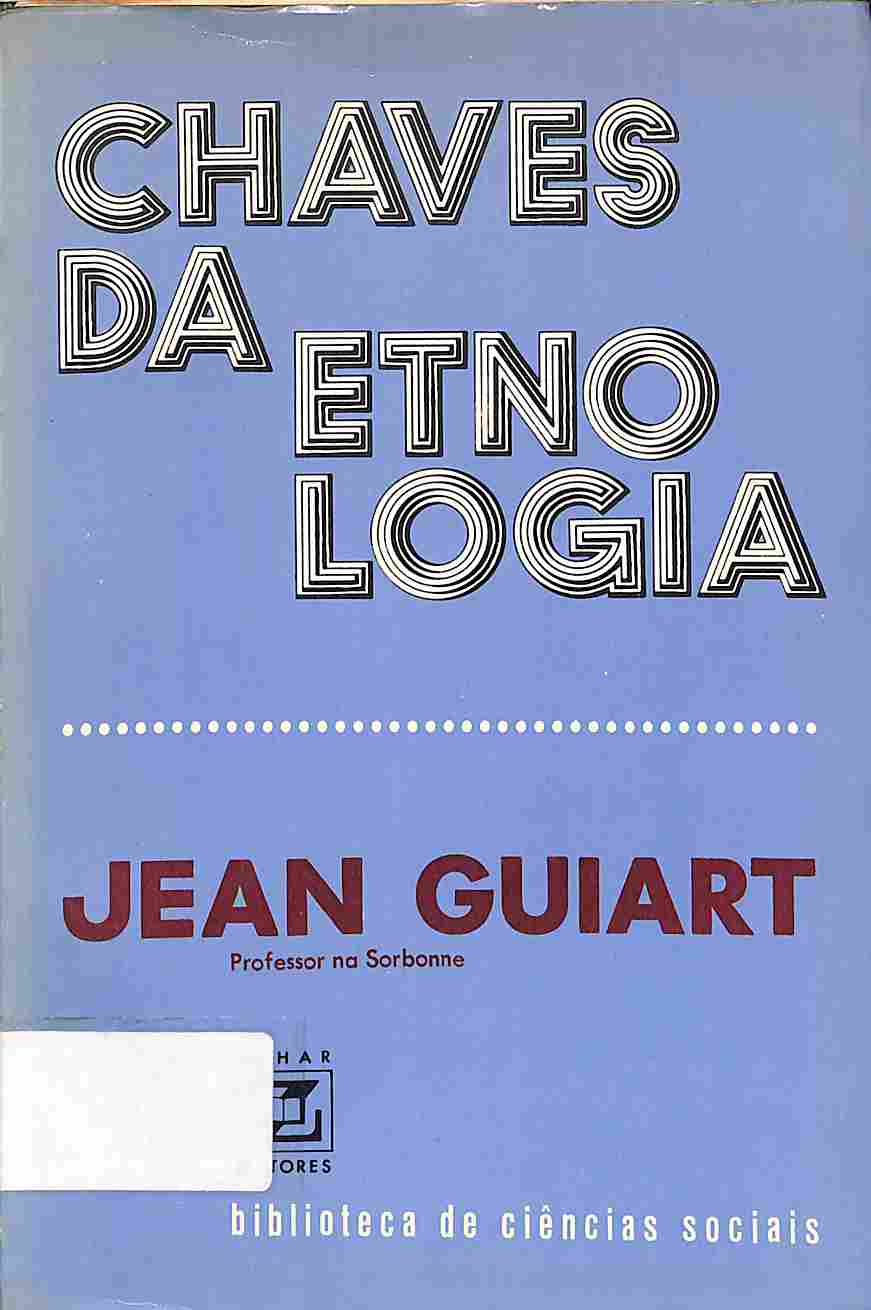 CHAVES
DA
ETNO
LOGIA
JEAN GUIART
Professor na Sorbonne
biblioteca de ciências sociais